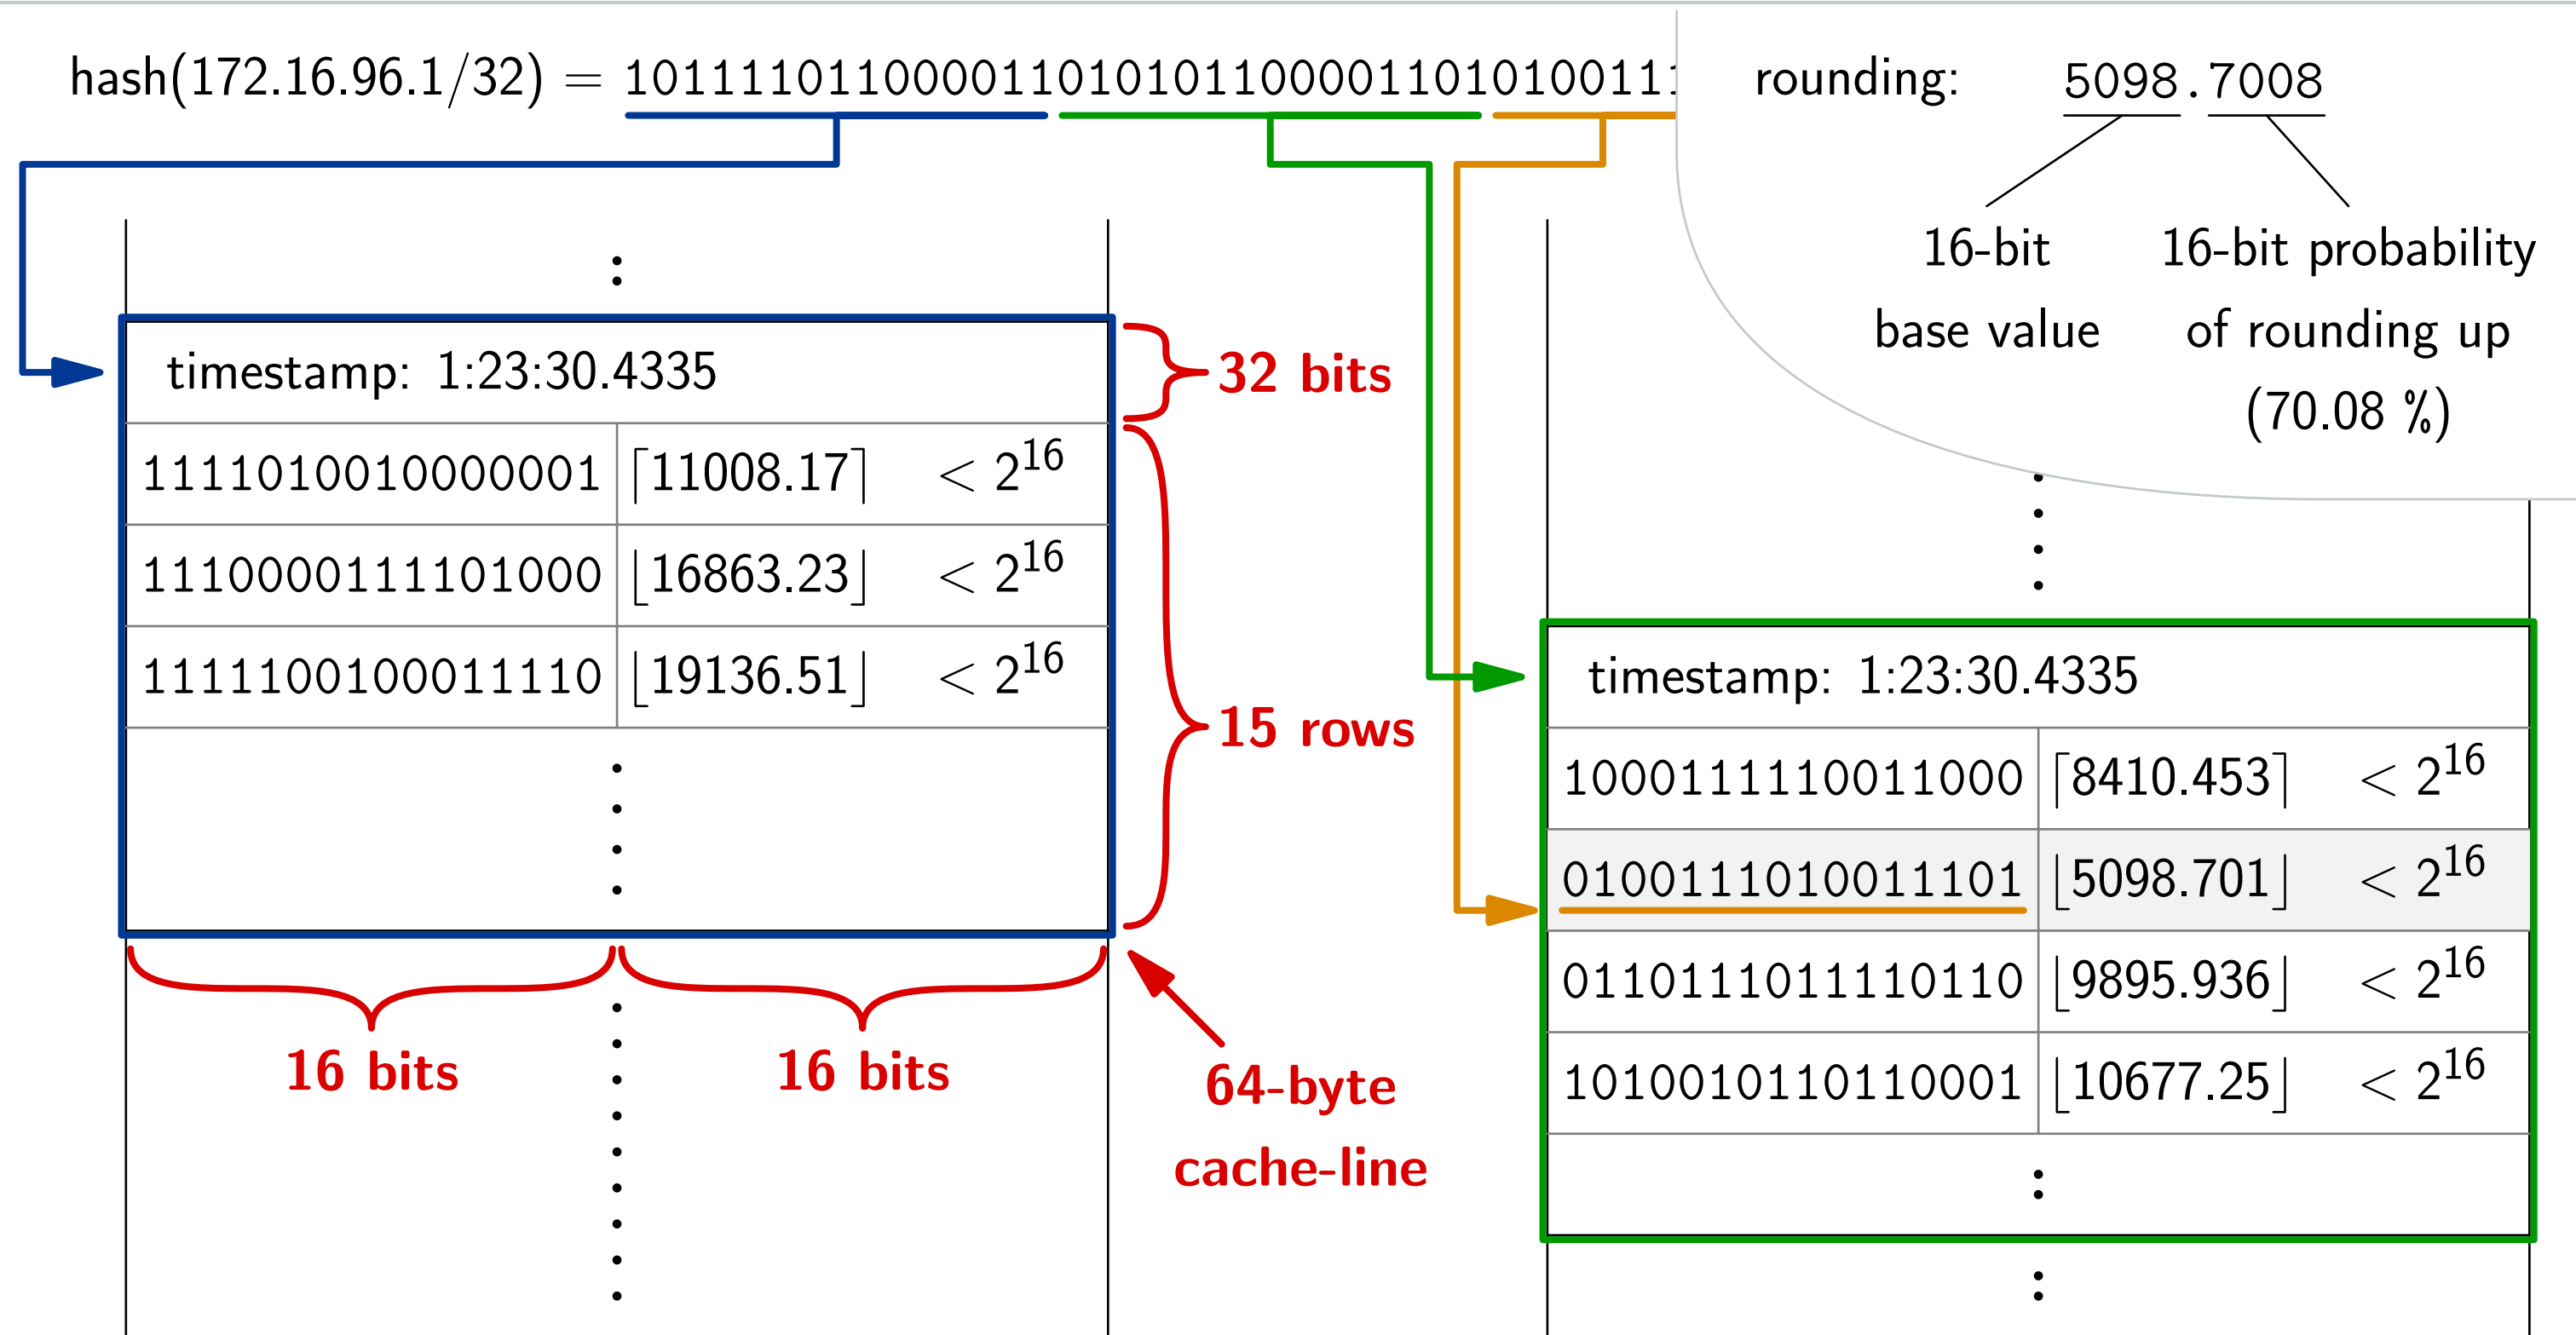 hash(172.16.96.1/32) = 101111011000011010101100001101010011
rounding: 5098.7008
16-bit
base value
16-bit probability
of rounding up
(70.08 %)
timestamp: 1:23:30.4335
1111010010000001 ⌈11008.17⌉ < 2^16
1110000111101000 ⌊16863.23⌋ < 2^16
1111100100011110 ⌊19136.51⌋ < 2^16
32 bits
15 rows
16 bits 16 bits
64-byte
cache-line
timestamp: 1:23:30.4335
1000111110011000 ⌈8410.453⌉ < 2^16
0100111010011101 ⌊5098.701⌋ < 2^16
0110111011110110 ⌊9895.936⌋ < 2^16
1010010110110001 ⌊10677.25⌋ < 2^16